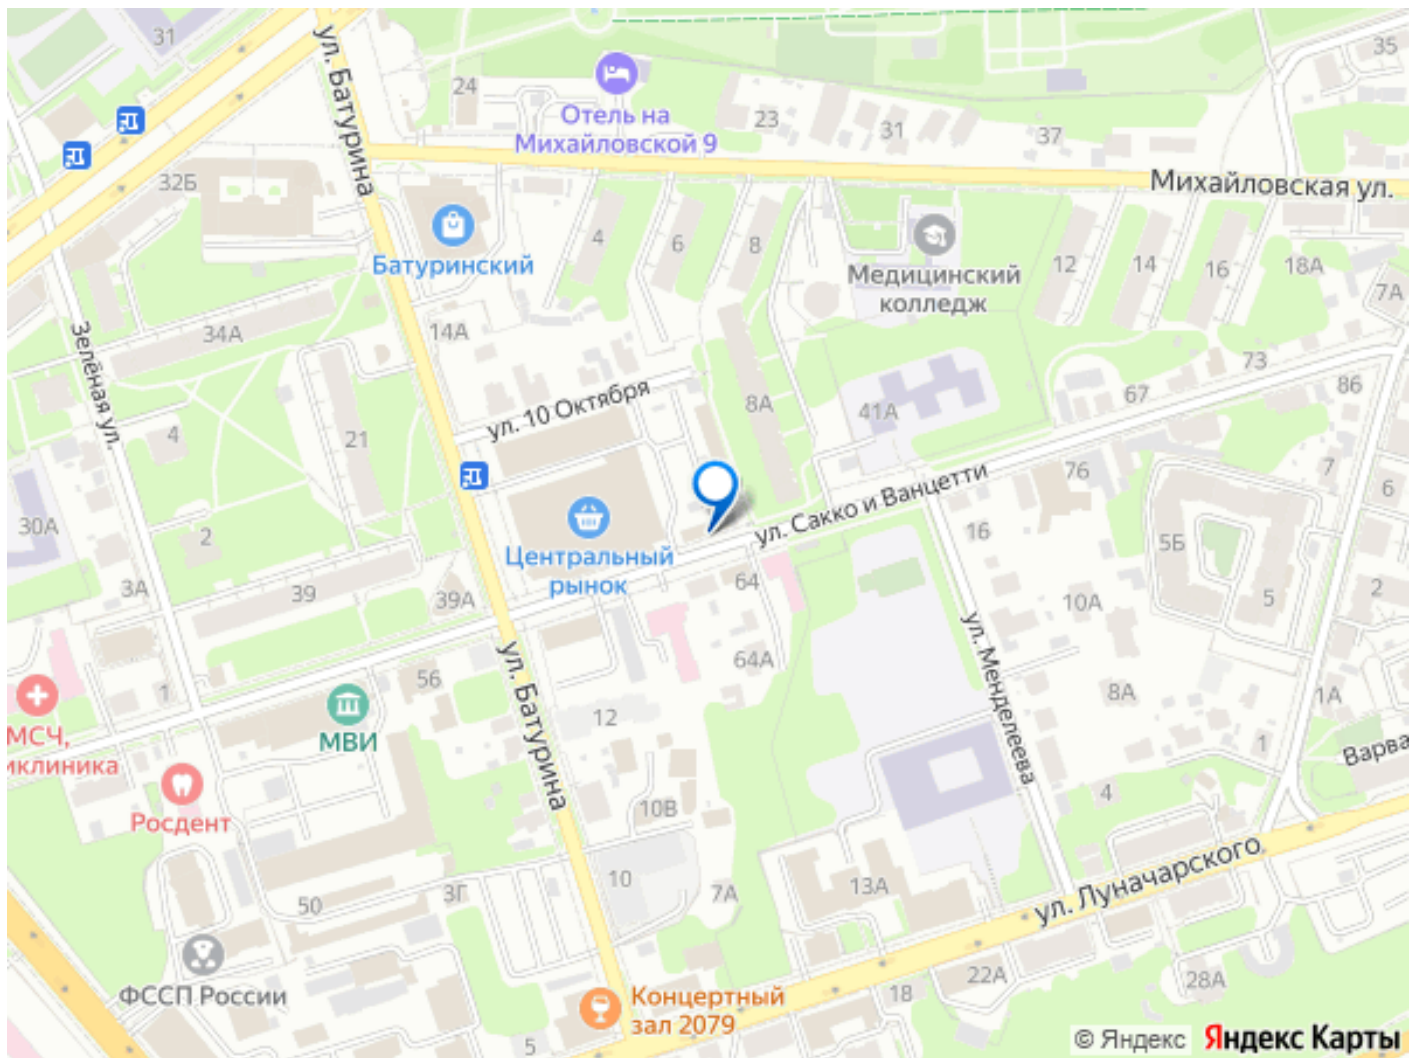 31
ул. Батурина
24
Отель на
Михайловской 9
23
31
37
35
Михайловская ул.
32Б
Батуринский
4
6
8
Медицинский
колледж
12
14
16
18А
7А
34А
14А
Зелёная ул.
73
67
86
ул. 10 Октября
8А
41А
4
21
76
7
6
30А
2
Центральный
рынок
ул. Сакко и Ванцетти
16
5Б
5
2
3А
39
39А
64
10А
64А
ул. Менделеева
8А
1А
1
Варва
1
56
ул. Батурина
12
МСЧ,
иклиника
МВИ
Росдент
10В
4
10
7А
13А
ул. Луначарского
50
3Г
ФССП России
22А
28А
18
Концертный
зал 2079
5
© Яндекс Яндекс Карты